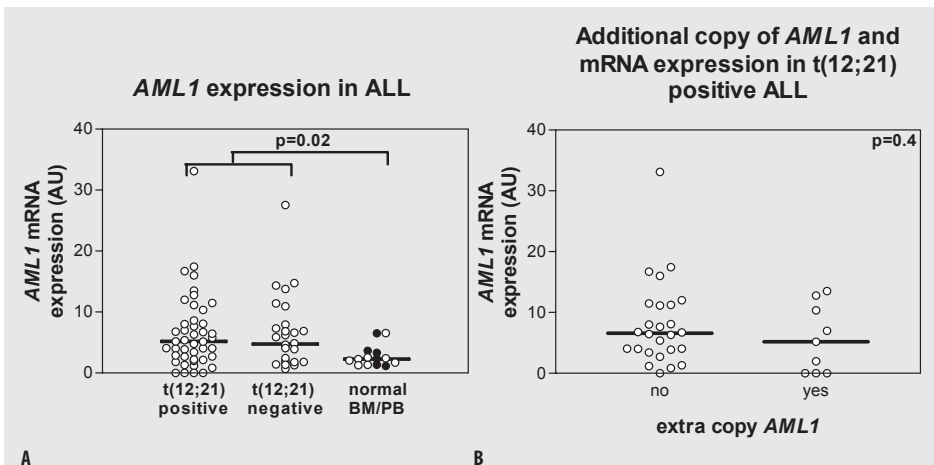 AML1 expression in ALL
AML1 mRNA
expression (AU)
40
30
20
10
0
p=0.02
t(12;21)
positive
t(12;21)
negative
normal
BM/PB
A
Additional copy of AML1 and
mRNA expression in t(12;21)
positive ALL
AML1 mRNA
expression (AU)
40
30
20
10
0
p=0.4
no
yes
extra copy AML1
B